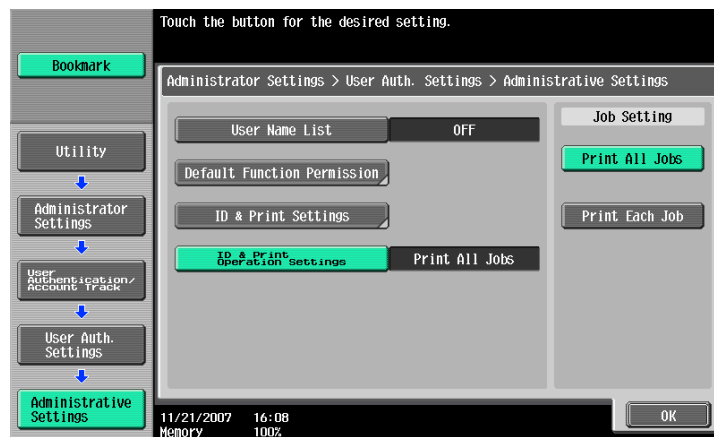 Touch the button for the desired setting.
Bookmark
Administrator Settings > User Auth. Settings > Administrative Settings
User Name List
OFF
Job Setting
Utility
Print All Jobs
Default Function Permission
Administrator
Settings
ID & Print Settings
Print Each Job
ID & Print
Operation Settings
Print All Jobs
User
Authentication/
Account Track
User Auth.
Settings
Administrative
Settings
11/21/2007 16:08
Memory 100%
OK